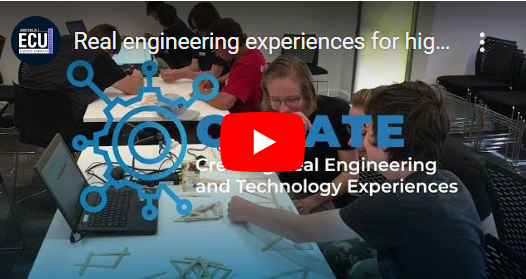 ECU
Real engineering experiences for hig...
Engineering
and Technology Experiences